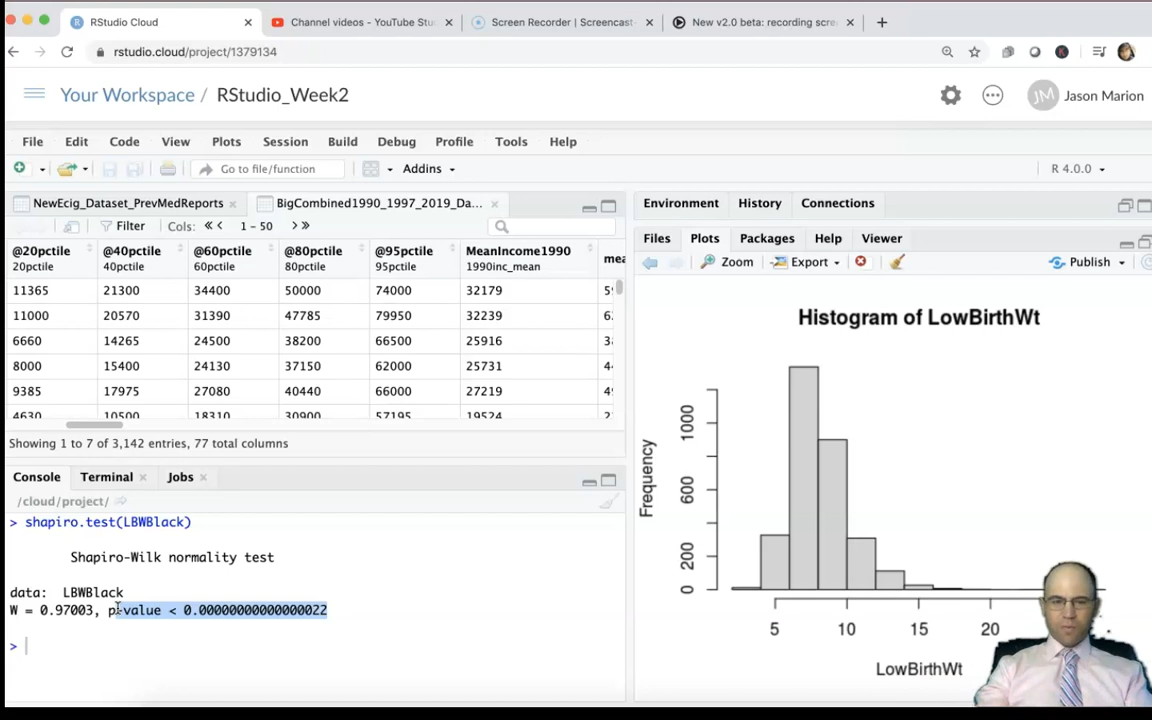 RStudio Cloud
Channel videos - YouTube Stu
Screen Recorder | Screencast
New v2.0 beta: recording scre
rstudio.cloud/project/1379134
Your Workspace / RStudio_Week2
JM Jason Marion
File Edit Code View Plots Session Build Debug Profile Tools Help
Go to file/function
Addins
R 4.0.0
NewEcig_Dataset_PrevMedReports
BigCombined1990_1997_2019_Da...
Filter
Cols:
1 - 50
@20pctile @40pctile @60pctile @80pctile @95pctile MeanIncome1990
20pctile 40pctile 60pctile 80pctile 95pctile 1990inc_mean
11365 21300 34400 50000 74000 32179
11000 20570 31390 47785 79950 32239
6660 14265 24500 38200 66500 25916
8000 15400 24130 37150 62000 25731
9385 17975 27080 40440 66000 27219
4630 10500 18310 30900 57195 19524
Showing 1 to 7 of 3,142 entries, 77 total columns
Console Terminal Jobs
/cloud/project/
> shapiro.test(LBWBlack)
Shapiro-Wilk normality test
data: LBWBlack
W = 0.97003, p-value < 0.00000000000000022
>
Environment History Connections
Files Plots Packages Help Viewer
Zoom Export Publish
Histogram of LowBirthWt
Frequency
1000
600
200
0
5 10 15 20
LowBirthWt